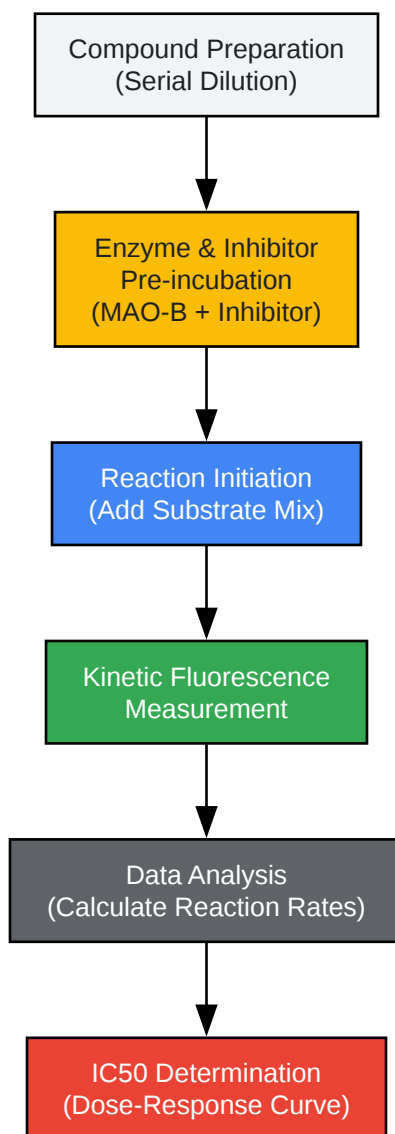 Compound Preparation
(Serial Dilution)
Enzyme & Inhibitor
Pre-incubation
(MAO-B + Inhibitor)
Reaction Initiation
(Add Substrate Mix)
Kinetic Fluorescence
Measurement
Data Analysis
(Calculate Reaction Rates)
IC50 Determination
(Dose-Response Curve)